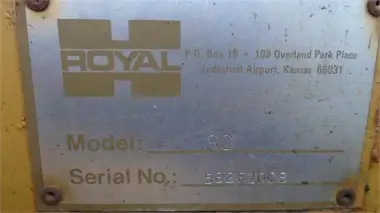 ROYAL
P.O. Box 19 • 100 Overland Park Place
Industrial Airport, Kansas 66031
Model:
Serial No.: